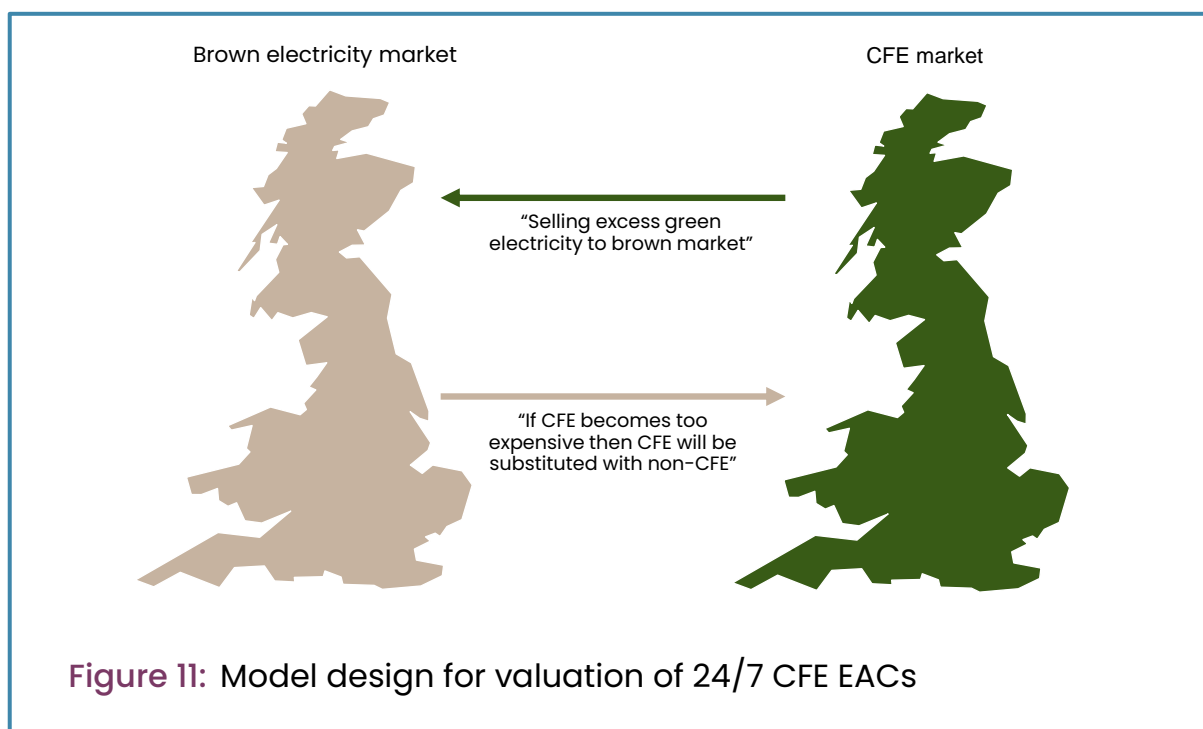 Brown electricity market
CFE market
“Selling excess green
electricity to brown market”
“If CFE becomes too
expensive then CFE will be
substituted with non-CFE”
Figure 11: Model design for valuation of 24/7 CFE EACs